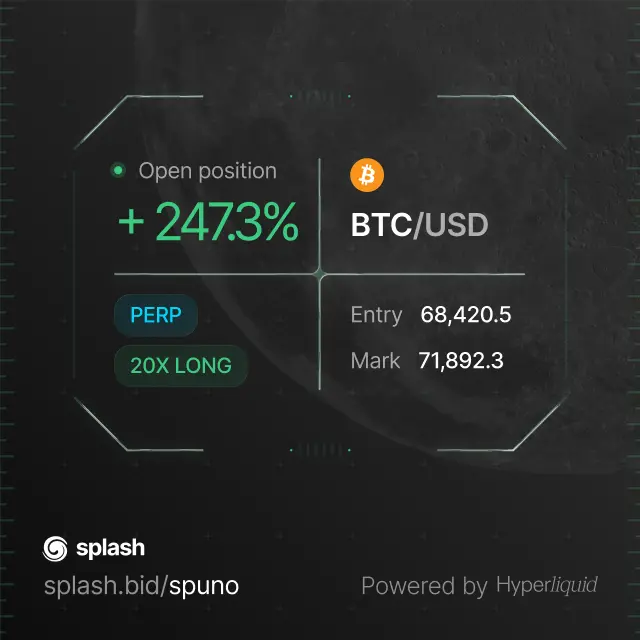 Open position
+ 247.3%
BTC/USD
PERP
20X LONG
Entry 68,420.5
Mark 71,892.3
splash
splash.bid/spuno
Powered by Hyperliquid